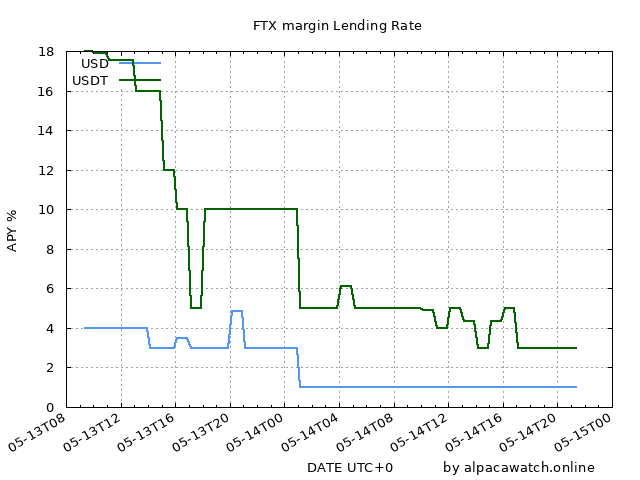 FTX margin Lending Rate
USD
USDT
APY %
18
16
14
12
10
8
6
4
2
0
05-13T08
05-13T12
05-13T16
05-13T20
05-14T00
05-14T04
05-14T08
05-14T12
05-14T16
05-14T20
05-15T00
DATE UTC+0
by alpacawatch.online